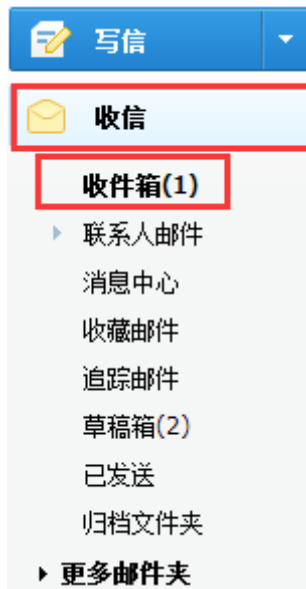 写信
收信
收件箱(1)
联系人邮件
消息中心
收藏邮件
追踪邮件
草稿箱(2)
已发送
归档文件夹
更多邮件夹